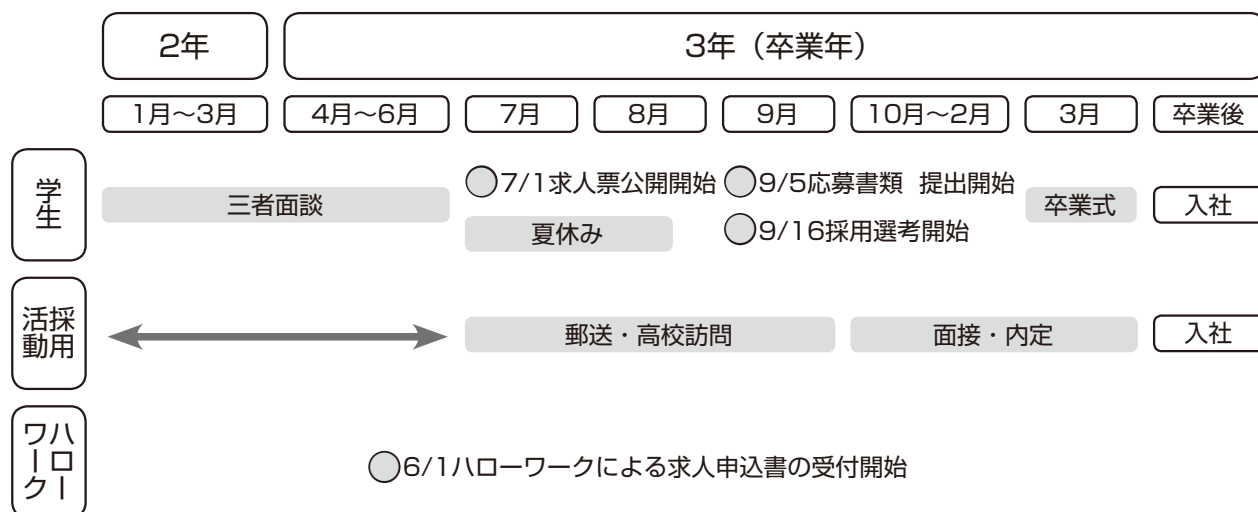 2年
3年（卒業年）
1月～3月
4月～6月
7月
8月
9月
10月～2月
3月
卒業後
学生
三者面談
7/1求人票公開開始
夏休み
9/5応募書類 提出開始
9/16採用選考開始
卒業式
入社
採用活動
郵送・高校訪問
面接・内定
入社
ハローワーク
6/1ハローワークによる求人申込書の受付開始